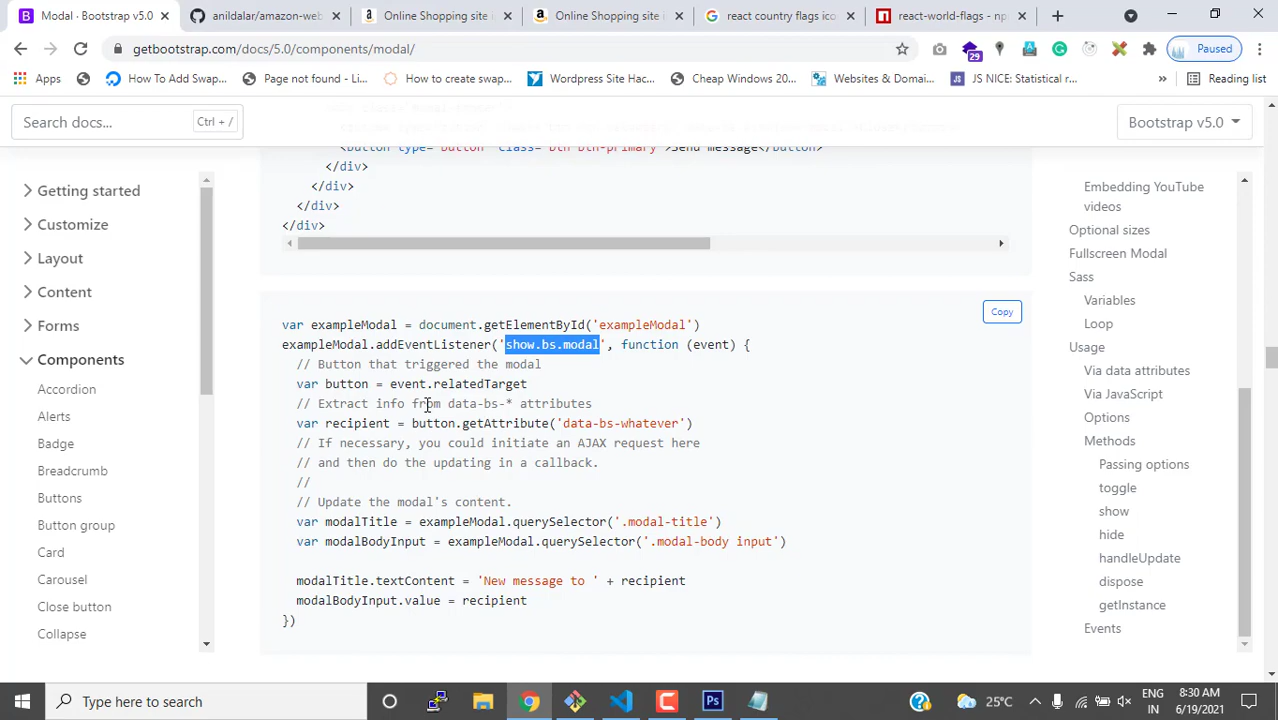 Modal · Bootstrap v5.0
anildalar/amazon-web
Online Shopping site i
Online Shopping site i
react country flags ico
react-world-flags - np
getbootstrap.com/docs/5.0/components/modal/
29
Paused
Apps
How To Add Swap...
Page not found - Li...
How to create swap...
Wordpress Site Hac...
Cheap Windows 20...
Websites & Domai...
JS NICE: Statistical r...
»
Reading list
Search docs...
Ctrl + /
Bootstrap v5.0
<button type="button" class="btn btn-primary">Send message</button>
</div>
</div>
</div>
</div>
Getting started
Customize
Layout
Content
Forms
Components
Accordion
Alerts
Badge
Breadcrumb
Buttons
Button group
Card
Carousel
Close button
Collapse
Copy
var exampleModal = document.getElementById('exampleModal')
exampleModal.addEventListener('show.bs.modal', function (event) {
// Button that triggered the modal
var button = event.relatedTarget
// Extract info from data-bs-* attributes
var recipient = button.getAttribute('data-bs-whatever')
// If necessary, you could initiate an AJAX request here
// and then do the updating in a callback.
//
// Update the modal's content.
var modalTitle = exampleModal.querySelector('.modal-title')
var modalBodyInput = exampleModal.querySelector('.modal-body input')
modalTitle.textContent = 'New message to ' + recipient
modalBodyInput.value = recipient
})
Embedding YouTube
videos
Optional sizes
Fullscreen Modal
Sass
Variables
Loop
Usage
Via data attributes
Via JavaScript
Options
Methods
Passing options
toggle
show
hide
handleUpdate
dispose
getInstance
Events
Type here to search
25°C
ENG
IN
8:30 AM
6/19/2021